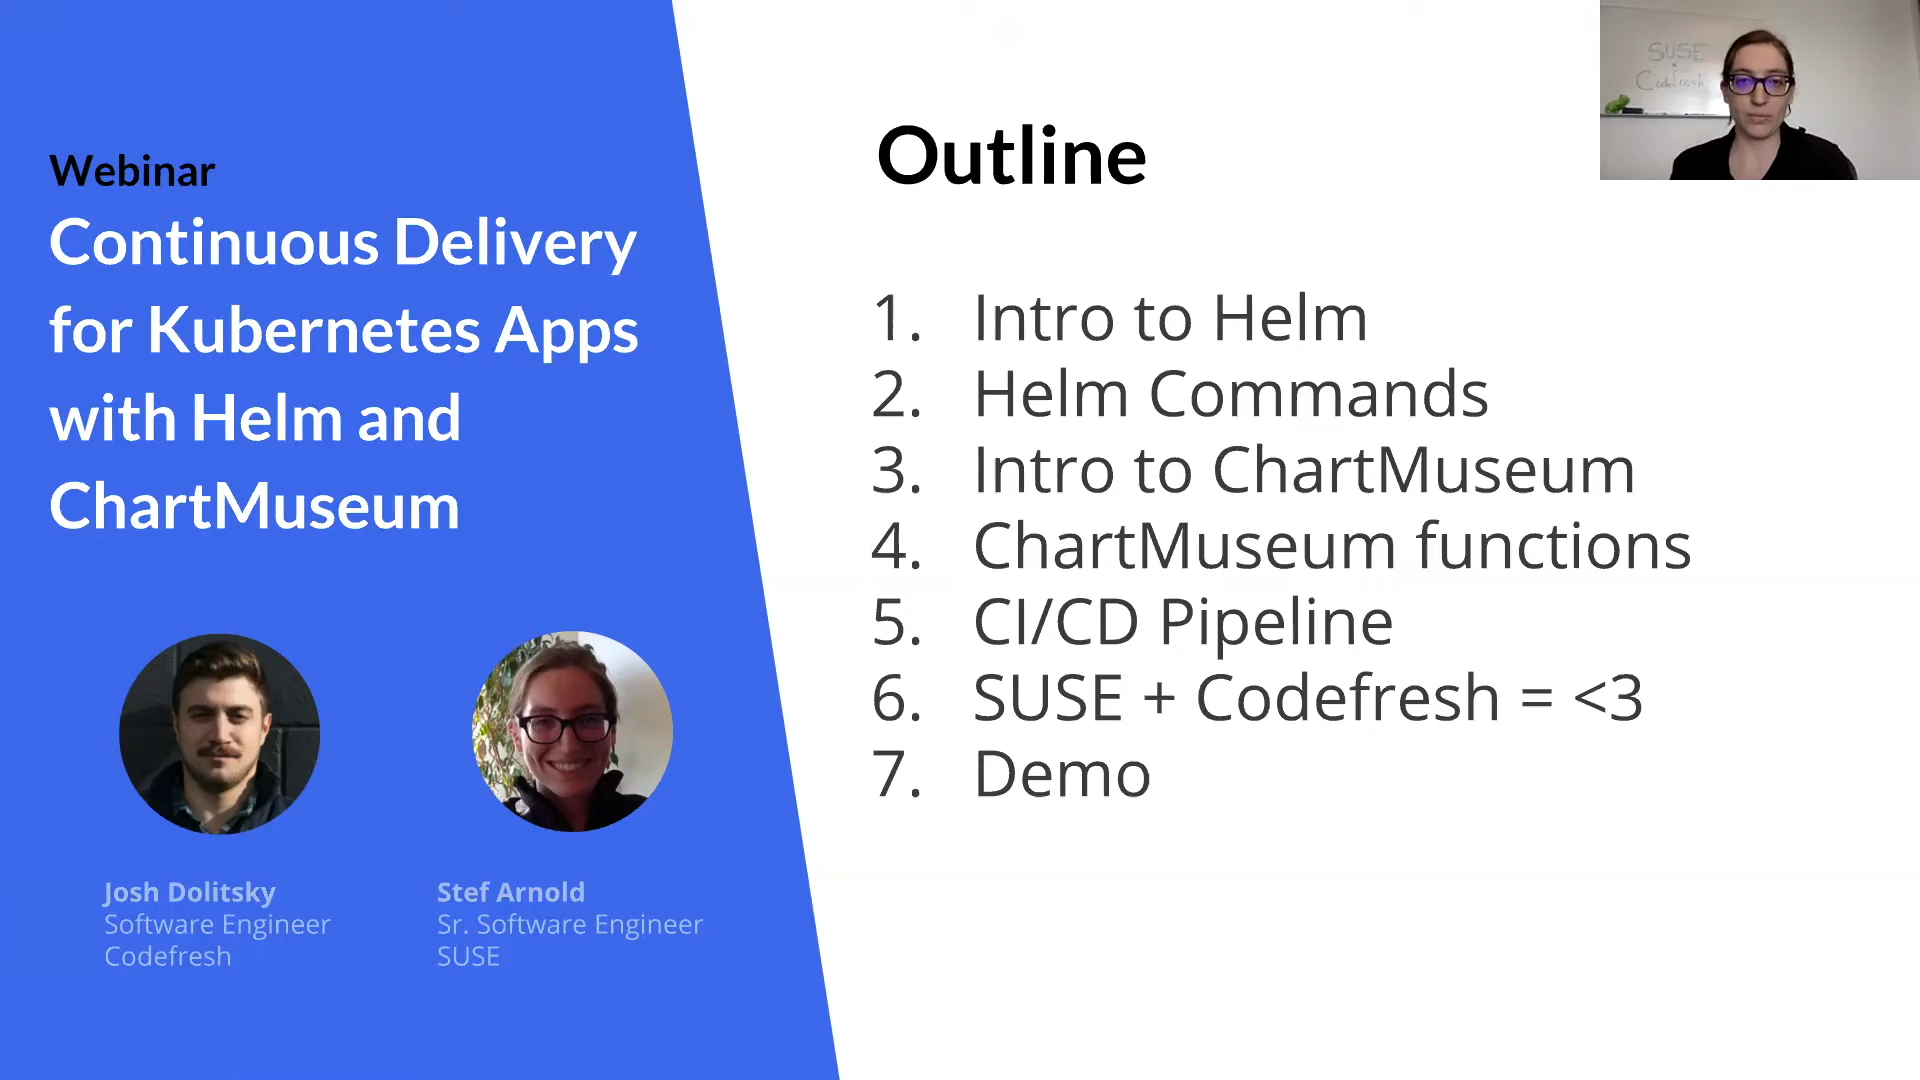 Webinar
Continuous Delivery
for Kubernetes Apps
with Helm and
ChartMuseum
Josh Dolitsky
Software Engineer
Codefresh
Stef Arnold
Sr. Software Engineer
SUSE
Outline
1. Intro to Helm
2. Helm Commands
3. Intro to ChartMuseum
4. ChartMuseum functions
5. CI/CD Pipeline
6. SUSE + Codefresh = <3
7. Demo
SUSE
x
Codefresh